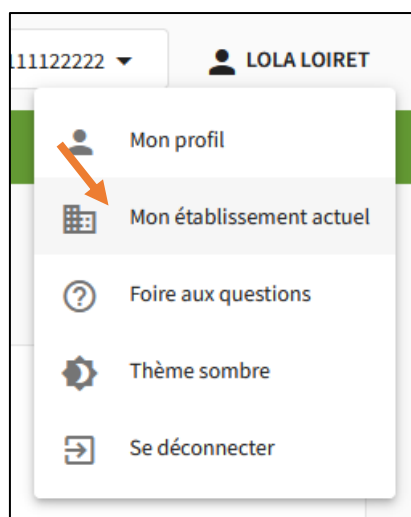 111122222
LOLA LOIRET
Mon profil
Mon établissement actuel
Foire aux questions
Thème sombre
Se déconnecter